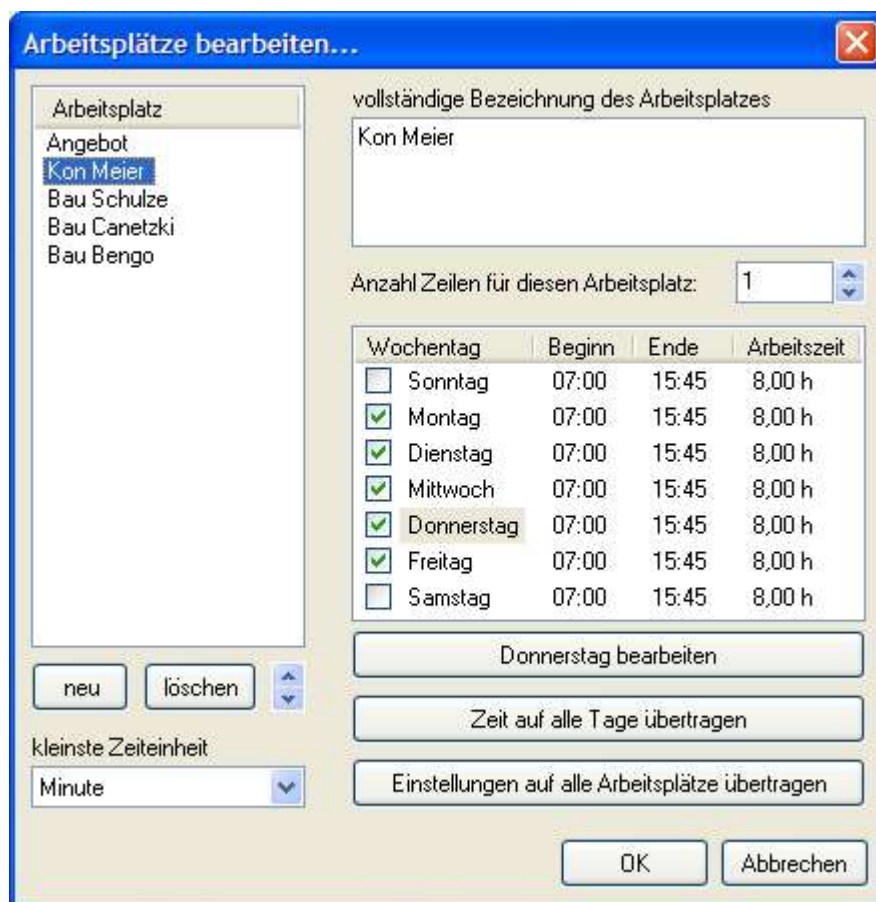 Arbeitsplätze bearbeiten...
Arbeitsplatz
Angebot
Kon Meier
Bau Schulze
Bau Canetzki
Bau Bengo
neu
löschen
kleinste Zeiteinheit
Minute
vollständige Bezeichnung des Arbeitsplatzes
Kon Meier
Anzahl Zeilen für diesen Arbeitsplatz: 1
Wochentag Beginn Ende Arbeitszeit
Sonntag 07:00 15:45 8,00 h
Montag 07:00 15:45 8,00 h
Dienstag 07:00 15:45 8,00 h
Mittwoch 07:00 15:45 8,00 h
Donnerstag 07:00 15:45 8,00 h
Freitag 07:00 15:45 8,00 h
Samstag 07:00 15:45 8,00 h
Donnerstag bearbeiten
Zeit auf alle Tage übertragen
Einstellungen auf alle Arbeitsplätze übertragen
OK
Abbrechen